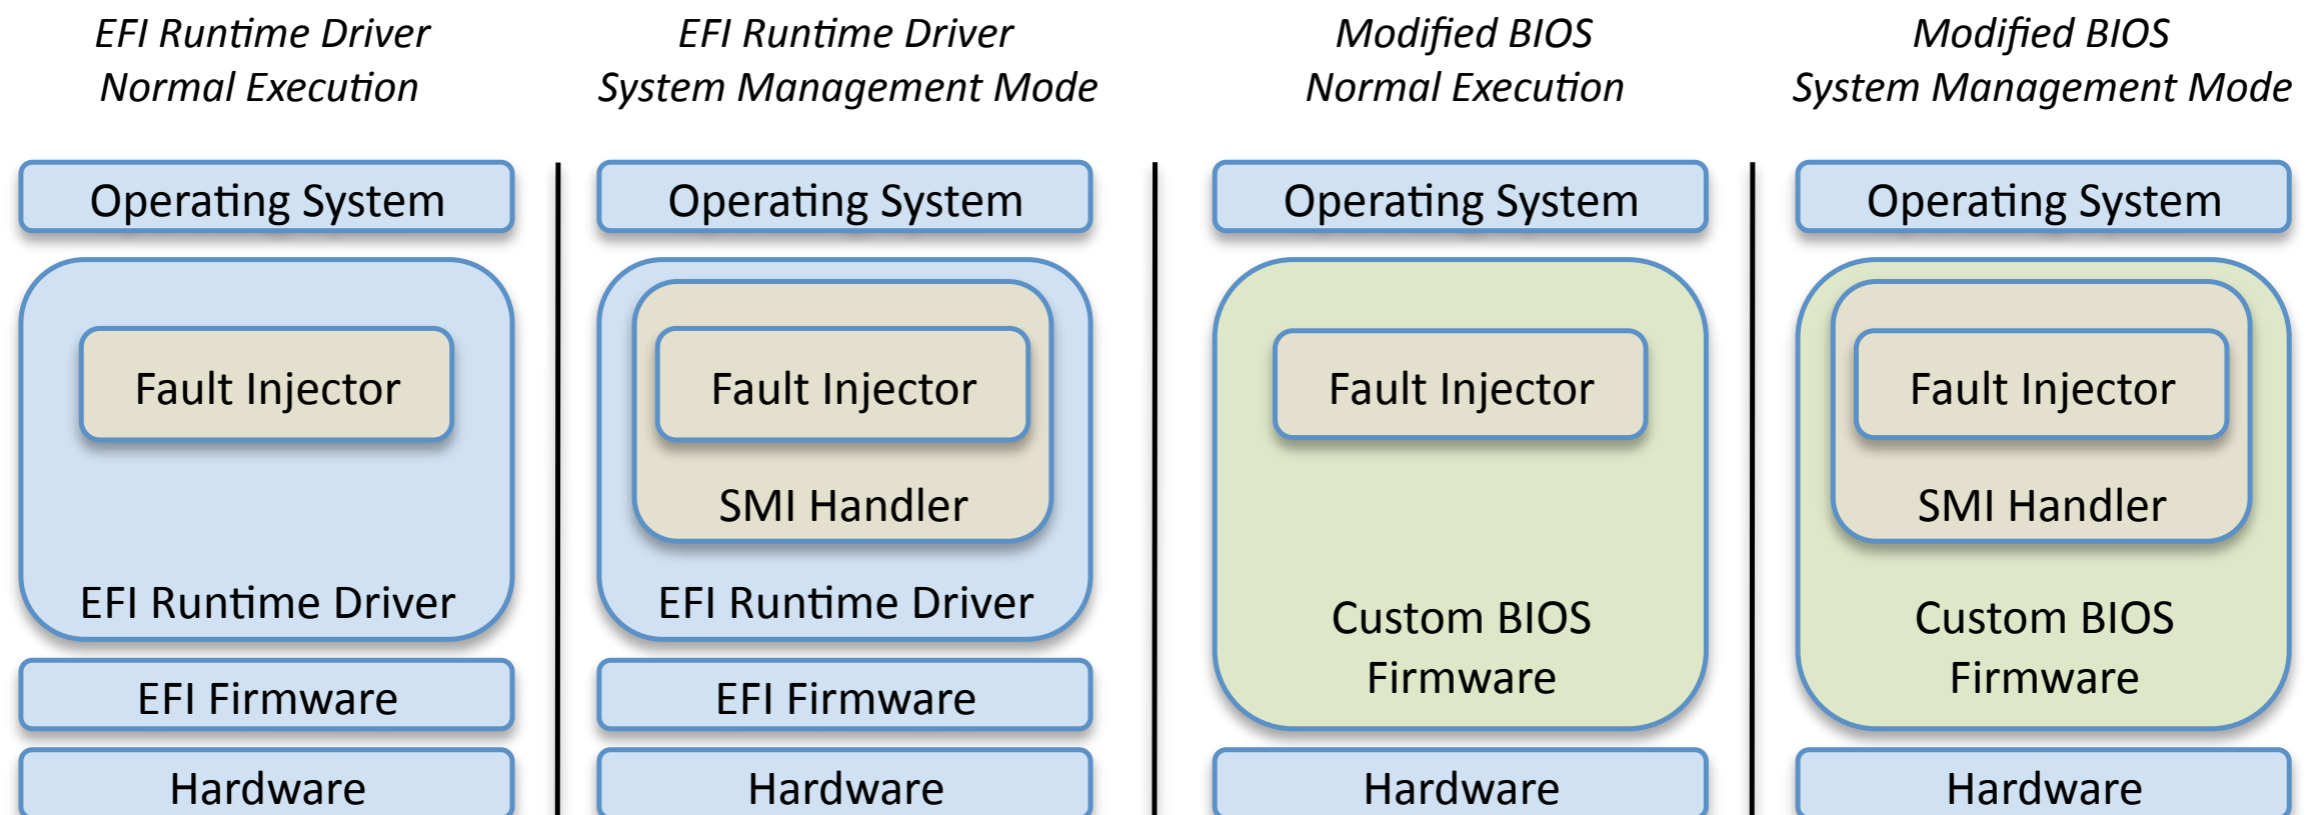 EFI Runtime Driver
Normal Execution
EFI Runtime Driver
System Management Mode
Modified BIOS
Normal Execution
Modified BIOS
System Management Mode
Operating System
Fault Injector
EFI Runtime Driver
EFI Firmware
Hardware
Operating System
Fault Injector
SMI Handler
EFI Runtime Driver
EFI Firmware
Hardware
Operating System
Fault Injector
Custom BIOS
Firmware
Hardware
Operating System
Fault Injector
SMI Handler
Custom BIOS
Firmware
Hardware